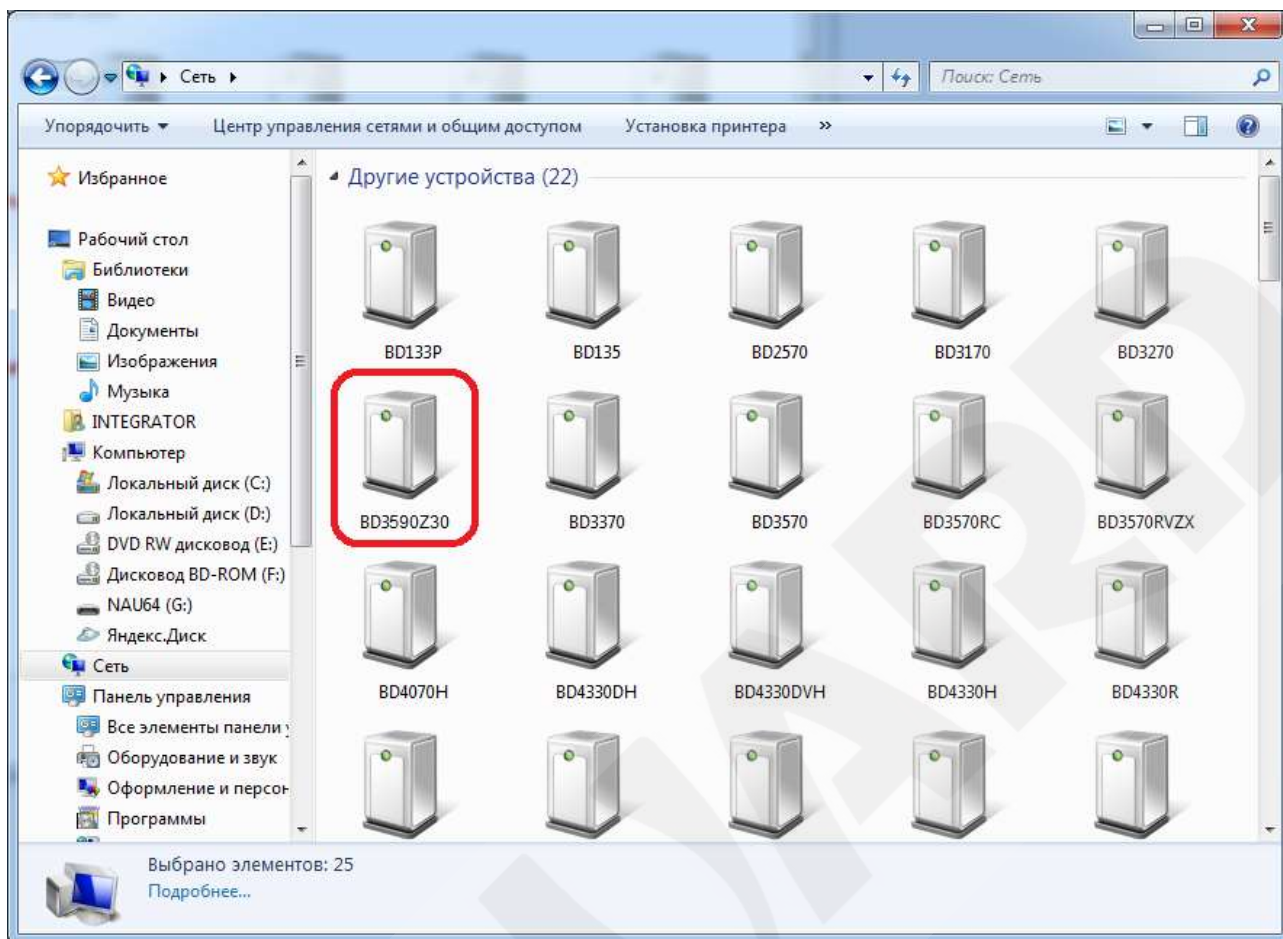 Сеть
Поиск: Сеть
Упорядочить Центр управления сетями и общим доступом Установка принтера »
Избранное
Рабочий стол
Библиотеки
Видео
Документы
Изображения
Музыка
INTEGRATOR
Компьютер
Локальный диск (C:)
Локальный диск (D:)
DVD RW дисковод (E:)
Дисковод BD-ROM (F:)
NAU64 (G:)
Яндекс.Диск
Сеть
Панель управления
Все элементы панели
Оборудование и звук
Оформление и персон
Программы
Другие устройства (22)
BD133P BD135 BD2570 BD3170 BD3270
BD3590Z30 BD3370 BD3570 BD3570RC BD3570RVZX
BD4070H BD4330DH BD4330DVH BD4330H BD4330R
Выбрано элементов: 25
Подробнее...